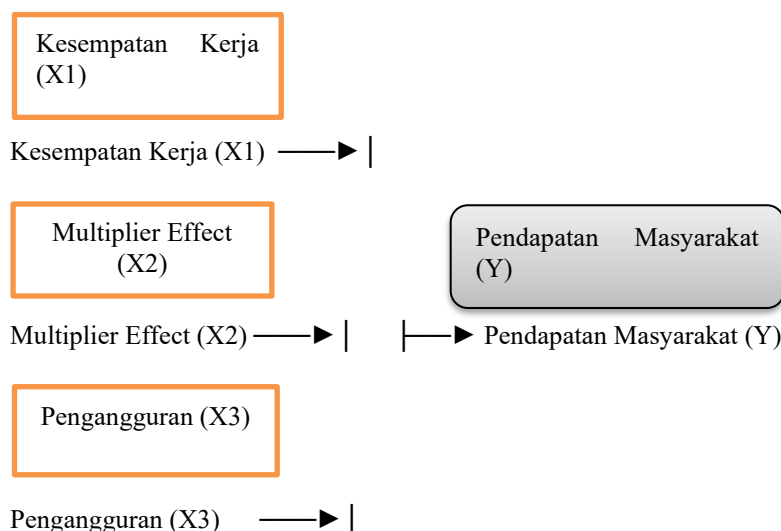 Kesempatan Kerja
(X1)
Kesempatan Kerja (X1) ——► |
Multiplier Effect
(X2)
Pendapatan Masyarakat
(Y)
Multiplier Effect (X2) ——► | ├——► Pendapatan Masyarakat (Y)
Pengangguran (X3)
Pengangguran (X3) ——► |